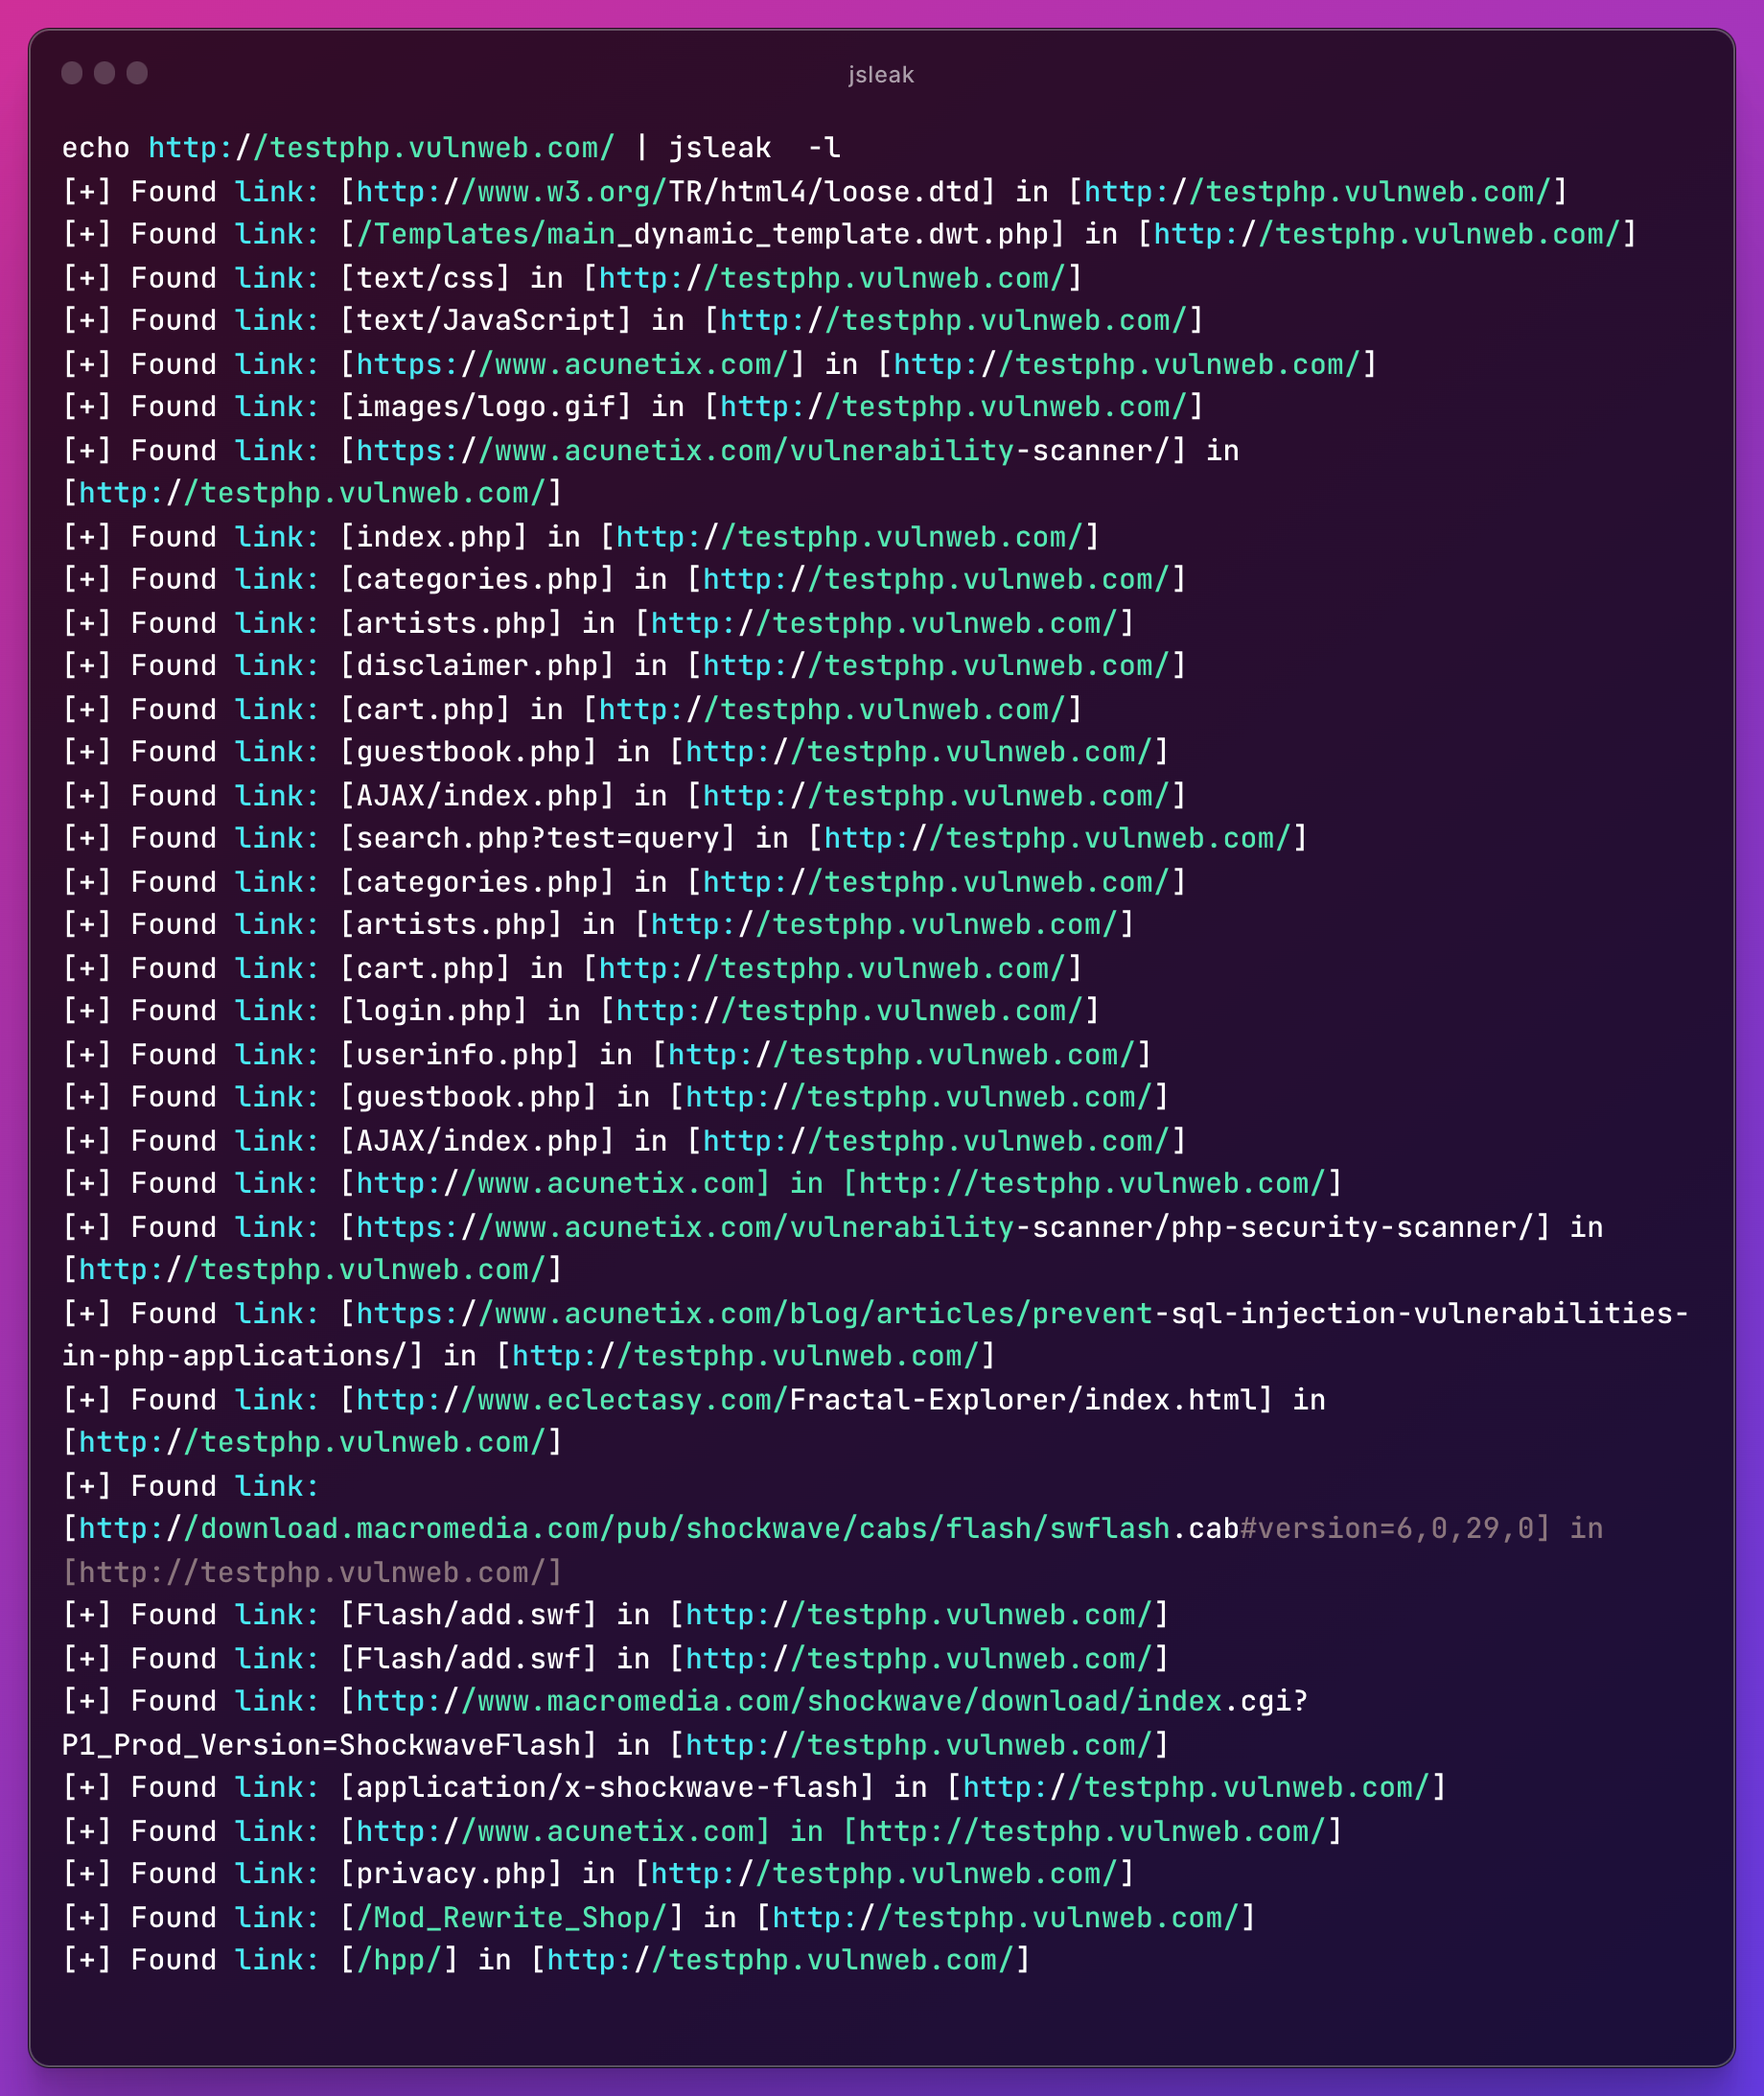 jsleak
echo http://testphp.vulnweb.com/ | jsleak  -l
[+] Found link: [http://www.w3.org/TR/html4/loose.dtd] in [http://testphp.vulnweb.com/]
[+] Found link: [/Templates/main_dynamic_template.dwt.php] in [http://testphp.vulnweb.com/]
[+] Found link: [text/css] in [http://testphp.vulnweb.com/]
[+] Found link: [text/JavaScript] in [http://testphp.vulnweb.com/]
[+] Found link: [https://www.acunetix.com/] in [http://testphp.vulnweb.com/]
[+] Found link: [images/logo.gif] in [http://testphp.vulnweb.com/]
[+] Found link: [https://www.acunetix.com/vulnerability-scanner/] in
[http://testphp.vulnweb.com/]
[+] Found link: [index.php] in [http://testphp.vulnweb.com/]
[+] Found link: [categories.php] in [http://testphp.vulnweb.com/]
[+] Found link: [artists.php] in [http://testphp.vulnweb.com/]
[+] Found link: [disclaimer.php] in [http://testphp.vulnweb.com/]
[+] Found link: [cart.php] in [http://testphp.vulnweb.com/]
[+] Found link: [guestbook.php] in [http://testphp.vulnweb.com/]
[+] Found link: [AJAX/index.php] in [http://testphp.vulnweb.com/]
[+] Found link: [search.php?test=query] in [http://testphp.vulnweb.com/]
[+] Found link: [categories.php] in [http://testphp.vulnweb.com/]
[+] Found link: [artists.php] in [http://testphp.vulnweb.com/]
[+] Found link: [cart.php] in [http://testphp.vulnweb.com/]
[+] Found link: [login.php] in [http://testphp.vulnweb.com/]
[+] Found link: [userinfo.php] in [http://testphp.vulnweb.com/]
[+] Found link: [guestbook.php] in [http://testphp.vulnweb.com/]
[+] Found link: [AJAX/index.php] in [http://testphp.vulnweb.com/]
[+] Found link: [http://www.acunetix.com] in [http://testphp.vulnweb.com/]
[+] Found link: [https://www.acunetix.com/vulnerability-scanner/php-security-scanner/] in
[http://testphp.vulnweb.com/]
[+] Found link: [https://www.acunetix.com/blog/articles/prevent-sql-injection-vulnerabilities-
in-php-applications/] in [http://testphp.vulnweb.com/]
[+] Found link: [http://www.eclectasy.com/Fractal-Explorer/index.html] in
[http://testphp.vulnweb.com/]
[+] Found link:
[http://download.macromedia.com/pub/shockwave/cabs/flash/swflash.cab#version=6,0,29,0] in
[http://testphp.vulnweb.com/]
[+] Found link: [Flash/add.swf] in [http://testphp.vulnweb.com/]
[+] Found link: [Flash/add.swf] in [http://testphp.vulnweb.com/]
[+] Found link: [http://www.macromedia.com/shockwave/download/index.cgi?
P1_Prod_Version=ShockwaveFlash] in [http://testphp.vulnweb.com/]
[+] Found link: [application/x-shockwave-flash] in [http://testphp.vulnweb.com/]
[+] Found link: [http://www.acunetix.com] in [http://testphp.vulnweb.com/]
[+] Found link: [privacy.php] in [http://testphp.vulnweb.com/]
[+] Found link: [/Mod_Rewrite_Shop/] in [http://testphp.vulnweb.com/]
[+] Found link: [/hpp/] in [http://testphp.vulnweb.com/]